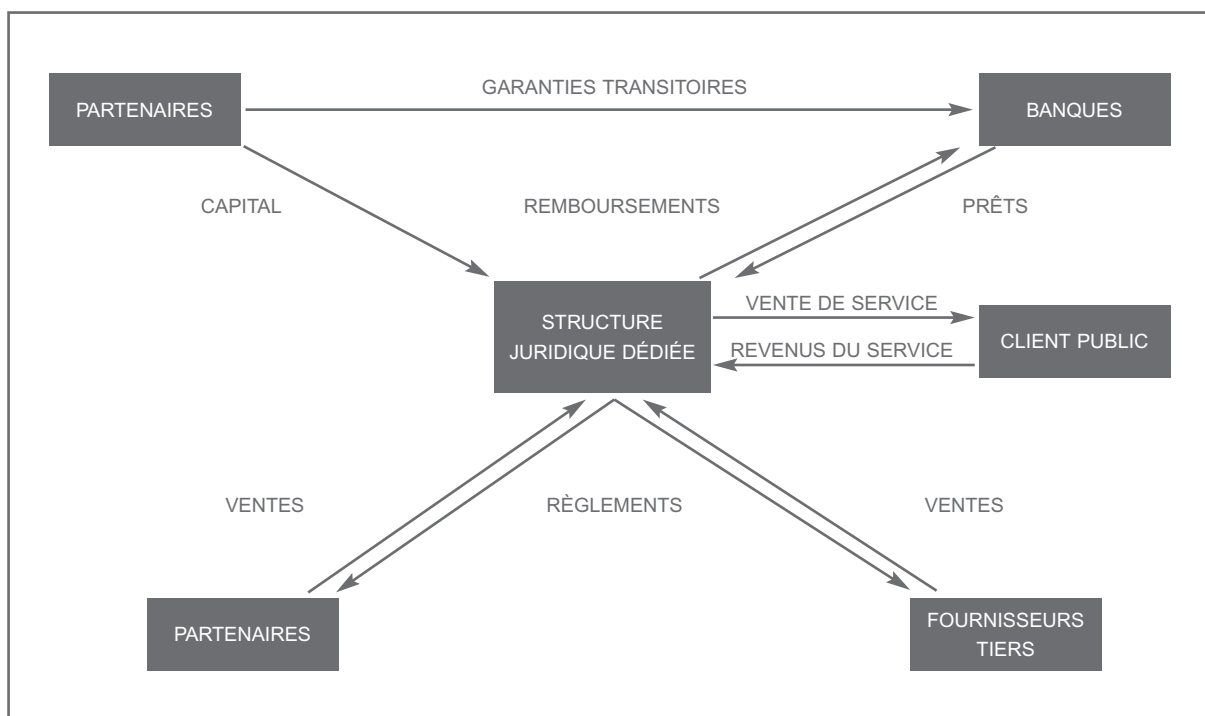 GARANTIES TRANSITOIRES
PARTENAIRES
BANQUES
CAPITAL
REMBOURSEMENTS
PRÊTS
STRUCTURE
JURIDIQUE DÉDIÉE
VENTE DE SERVICE
REVENUS DU SERVICE
CLIENT PUBLIC
VENTES
RÈGLEMENTS
VENTES
PARTENAIRES
FOURNISSEURS
TIERS